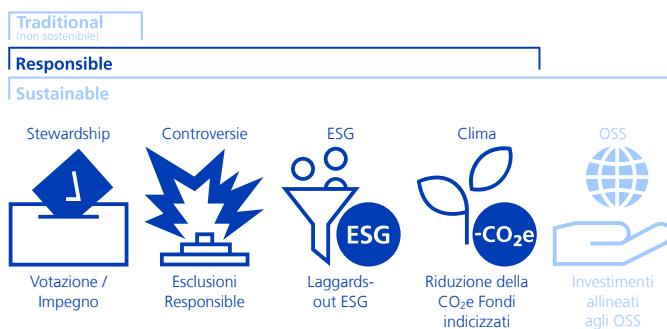 Traditional
(non sostenibile)
Responsible
Sustainable
Stewardship
Controversie
ESG
Clima
OSS
ESG
-CO₂e
Votazione /
Impegno
Esclusioni
Responsible
Laggards-
out ESG
Riduzione della
CO₂e Fondi
indicizzati
Investimenti
allineati
agli OSS